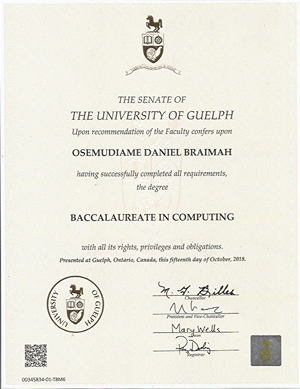 THE SENATE OF
THE UNIVERSITY OF GUELPH
Upon recommendation of the Faculty confers upon
OSEMUDIAME DANIEL BRAIMAH
having successfully completed all requirements,
the degree
BACCALAUREATE IN COMPUTING
with all its rights, privileges and obligations.
Presented at Guelph, Ontario, Canada, this fifteenth day of October, 2018.
Chancellor
President and Vice-Chancellor
Mary Wells
Dean
Registrar
UNIVERSITY OF GUELPH
00345834-01-TBM6